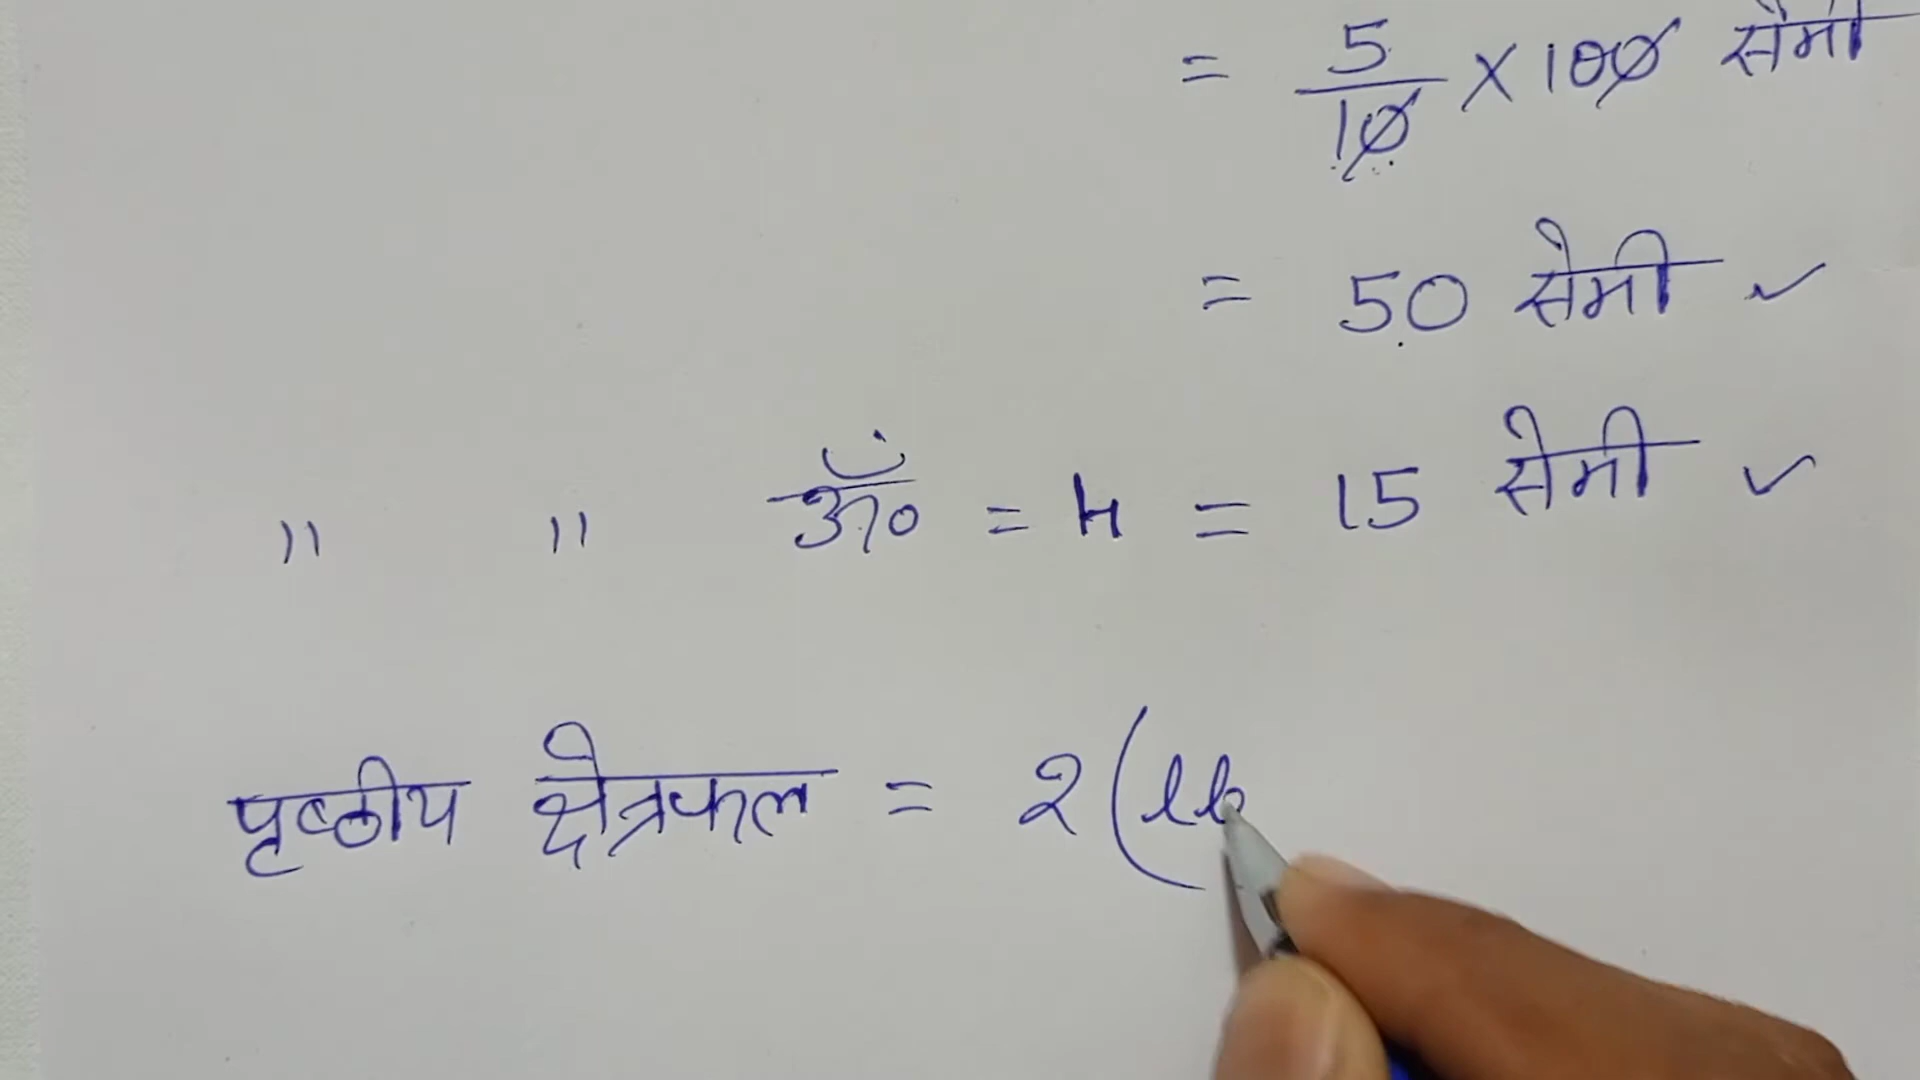 = 5/10 × 100 सेमी
= 50 सेमी ✓
" " ऊँ० = h = 15 सेमी ✓
पृष्ठीय क्षेत्रफल = 2 (lb